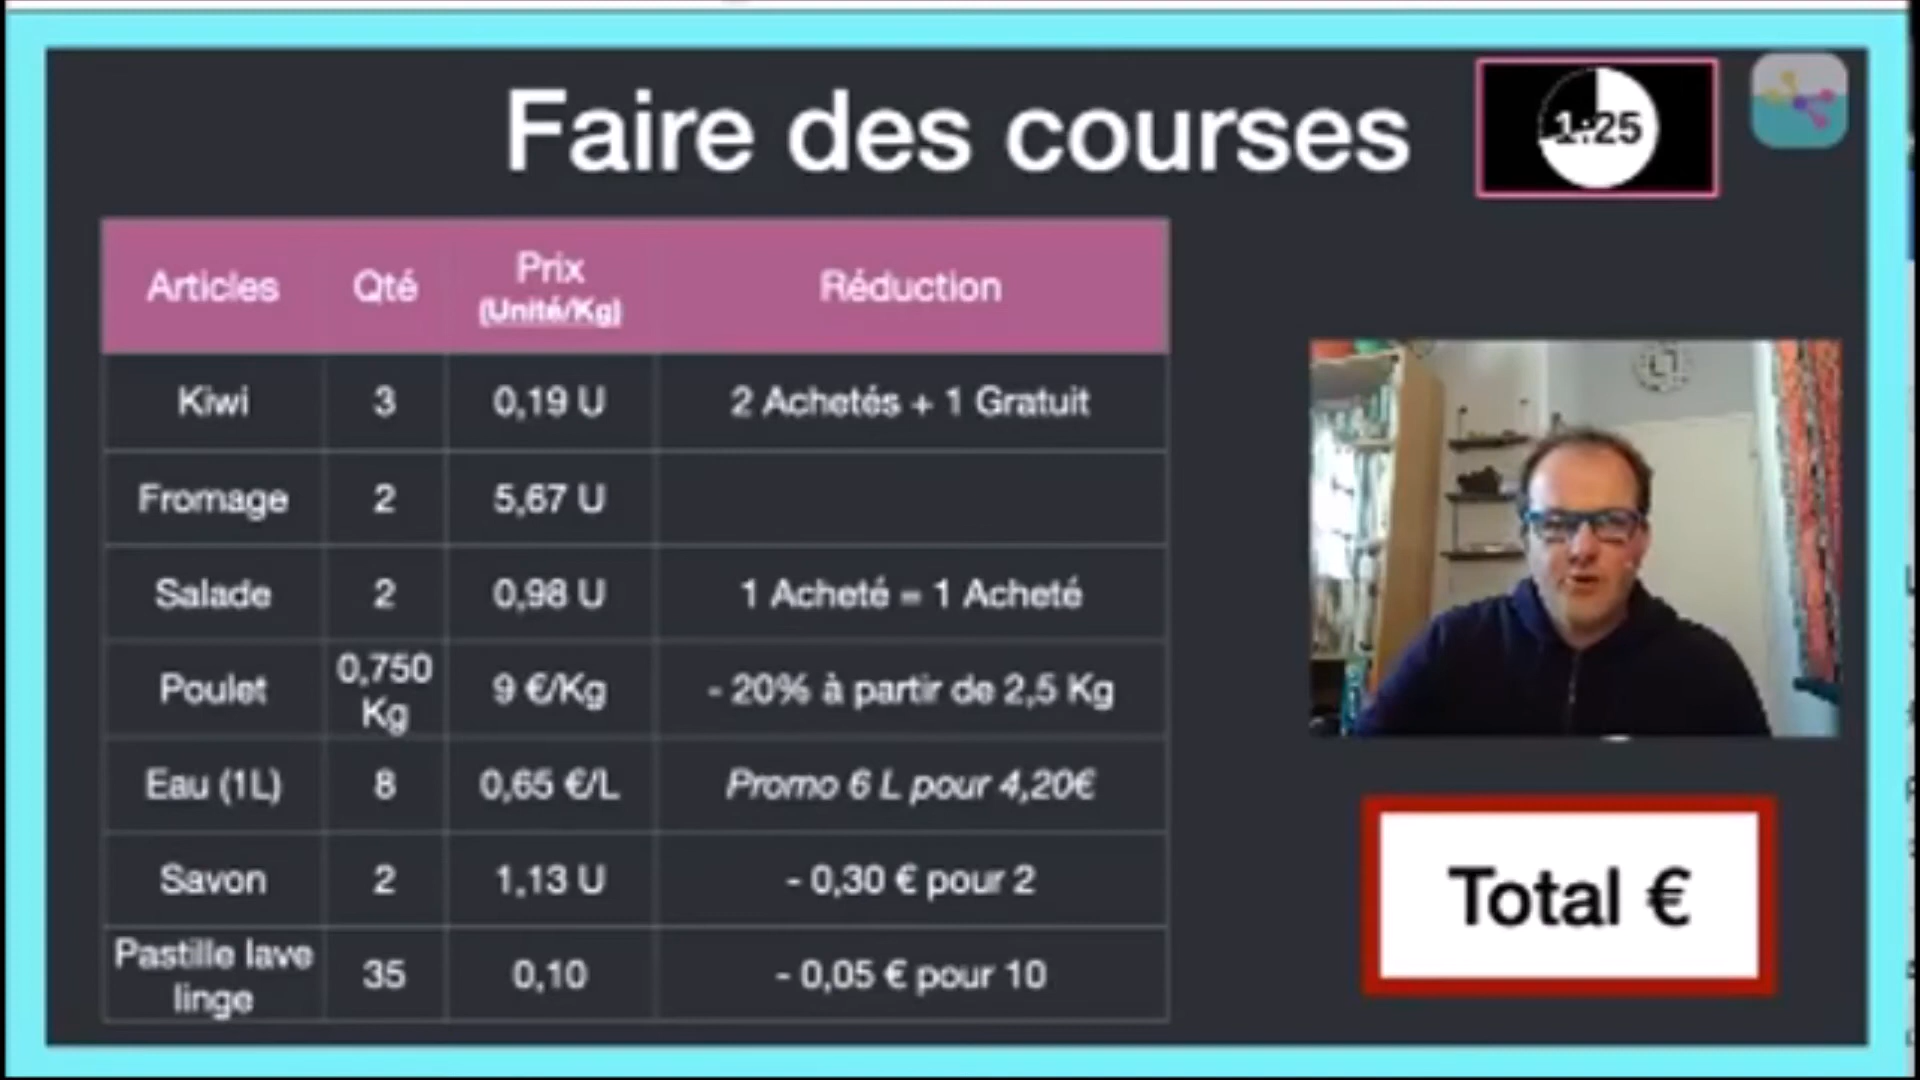 Faire des courses
1:25
Articles Qté Prix (Unité/Kg) Réduction
Kiwi 3 0,19 U 2 Achetés + 1 Gratuit
Fromage 2 5,67 U
Salade 2 0,98 U 1 Acheté = 1 Acheté
Poulet 0,750 Kg 9 €/Kg - 20% à partir de 2,5 Kg
Eau (1L) 8 0,65 €/L Promo 6 L pour 4,20€
Savon 2 1,13 U - 0,30 € pour 2
Pastille lave linge 35 0,10 - 0,05 € pour 10
Total €